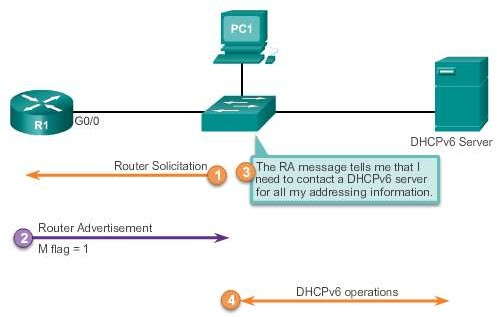 PC1
R1
G0/0
DHCPv6 Server
Router Solicitation
1
3
The RA message tells me that I
need to contact a DHCPv6 server
for all my addressing information.
2
Router Advertisement
M flag = 1
4
DHCPv6 operations